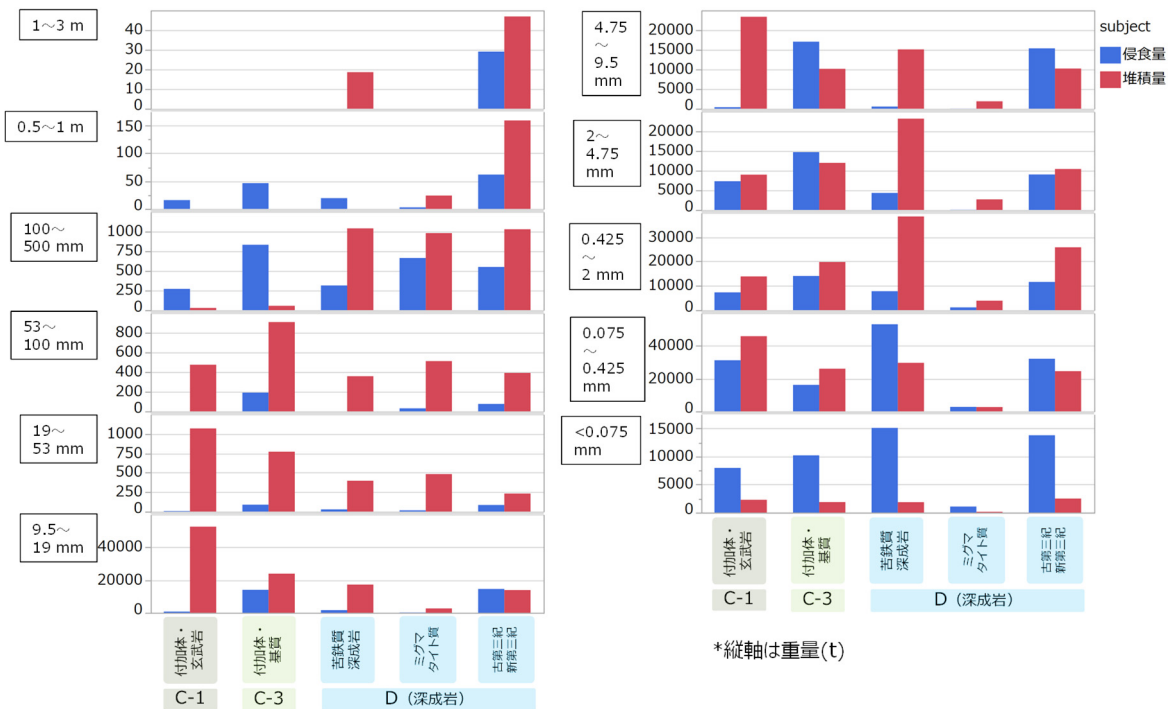 1～3 m
40
30
20
10
0
0.5～1 m
150
100
50
0
100～
500 mm
1000
750
500
250
0
53～
100 mm
800
600
400
200
0
19～
53 mm
1000
750
500
250
0
9.5～
19 mm
40000
20000
0
付加体・
玄武岩
付加体・
基質
苦鉄質
深成岩
ミグマ
タイト質
古第三紀
新第三紀
C-1
C-3
D（深成岩）
4.75
～
9.5
mm
20000
15000
10000
5000
0
2～
4.75
mm
20000
15000
10000
5000
0
0.425
～
2 mm
30000
20000
10000
0
0.075
～
0.425
mm
40000
20000
0
<0.075
mm
15000
10000
5000
0
付加体・
玄武岩
付加体・
基質
苦鉄質
深成岩
ミグマ
タイト質
古第三紀
新第三紀
C-1
C-3
D（深成岩）
subject
侵食量
堆積量
*縦軸は重量(t)